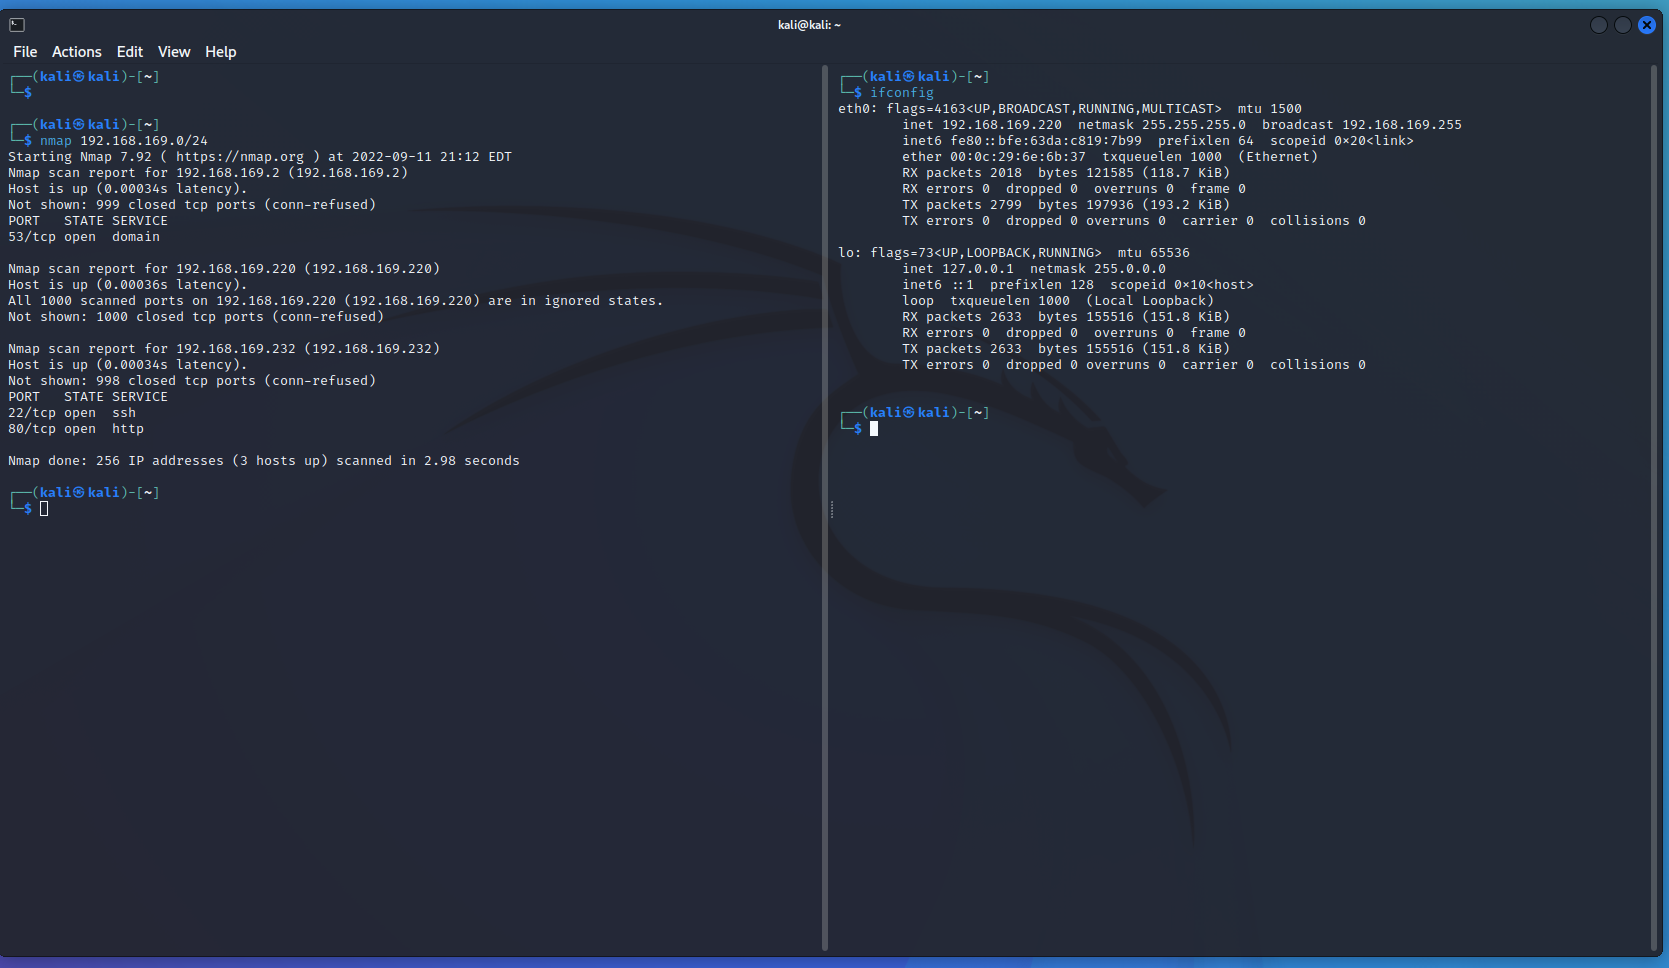 kali@kali: ~
File Actions Edit View Help
┌──(kali㉿kali)-[~]
└─$
┌──(kali㉿kali)-[~]
└─$ nmap 192.168.169.0/24
Starting Nmap 7.92 ( https://nmap.org ) at 2022-09-11 21:12 EDT
Nmap scan report for 192.168.169.2 (192.168.169.2)
Host is up (0.00034s latency).
Not shown: 999 closed tcp ports (conn-refused)
PORT   STATE SERVICE
53/tcp open  domain
Nmap scan report for 192.168.169.220 (192.168.169.220)
Host is up (0.00036s latency).
All 1000 scanned ports on 192.168.169.220 (192.168.169.220) are in ignored states.
Not shown: 1000 closed tcp ports (conn-refused)
Nmap scan report for 192.168.169.232 (192.168.169.232)
Host is up (0.00034s latency).
Not shown: 998 closed tcp ports (conn-refused)
PORT   STATE SERVICE
22/tcp open  ssh
80/tcp open  http
Nmap done: 256 IP addresses (3 hosts up) scanned in 2.98 seconds
┌──(kali㉿kali)-[~]
└─$
┌──(kali㉿kali)-[~]
└─$ ifconfig
eth0: flags=4163<UP,BROADCAST,RUNNING,MULTICAST>  mtu 1500
inet 192.168.169.220  netmask 255.255.255.0  broadcast 192.168.169.255
inet6 fe80::bfe:63da:c819:7b99  prefixlen 64  scopeid 0x20<link>
ether 00:0c:29:6e:6b:37  txqueuelen 1000  (Ethernet)
RX packets 2018  bytes 121585 (118.7 KiB)
RX errors 0  dropped 0  overruns 0  frame 0
TX packets 2799  bytes 197936 (193.2 KiB)
TX errors 0  dropped 0 overruns 0  carrier 0  collisions 0
lo: flags=73<UP,LOOPBACK,RUNNING>  mtu 65536
inet 127.0.0.1  netmask 255.0.0.0
inet6 ::1  prefixlen 128  scopeid 0x10<host>
loop  txqueuelen 1000  (Local Loopback)
RX packets 2633  bytes 155516 (151.8 KiB)
RX errors 0  dropped 0  overruns 0  frame 0
TX packets 2633  bytes 155516 (151.8 KiB)
TX errors 0  dropped 0 overruns 0  carrier 0  collisions 0
┌──(kali㉿kali)-[~]
└─$